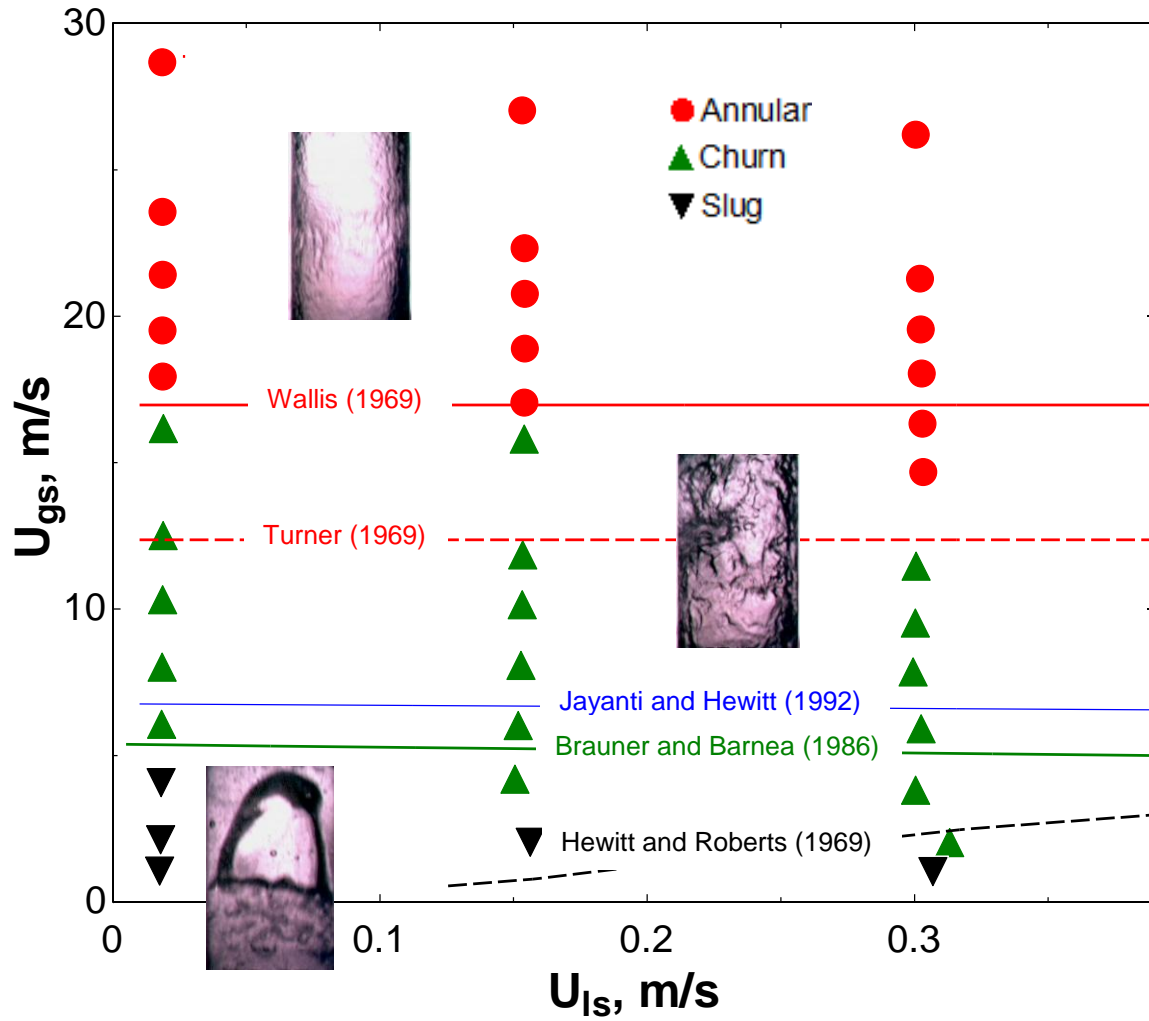 30
Annular
Churn
Slug
20
Wallis (1969)
Turner (1969)
10
Jayanti and Hewitt (1992)
Brauner and Barnea (1986)
Hewitt and Roberts (1969)
0
0 0.1 0.2 0.3
Uls, m/s
Ugs, m/s